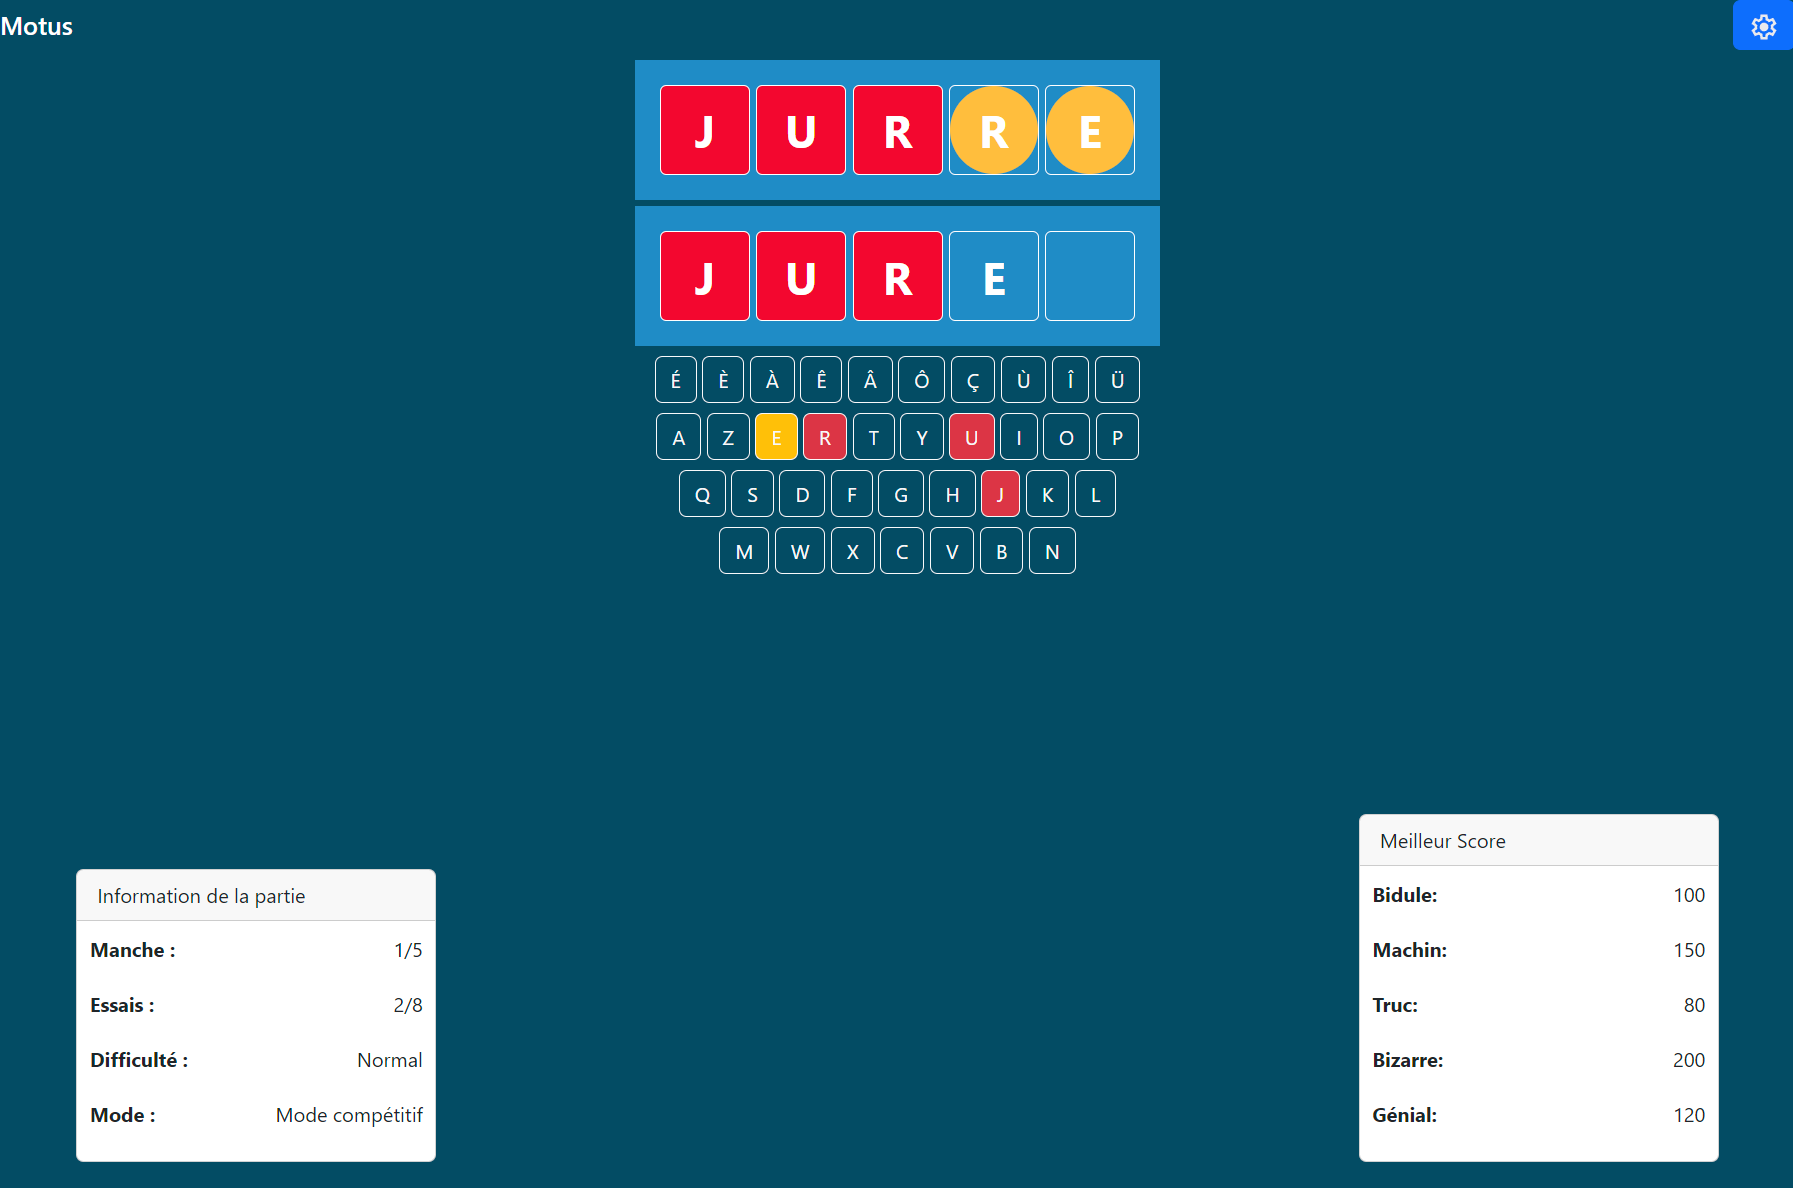 Motus
J U R R E
J U R E
É È À Ê Â Ô Ç Ù Î Ü
A Z E R T Y U I O P
Q S D F G H J K L
M W X C V B N
Information de la partie
Manche : 1/5
Essais : 2/8
Difficulté : Normal
Mode : Mode compétitif
Meilleur Score
Bidule: 100
Machin: 150
Truc: 80
Bizarre: 200
Génial: 120